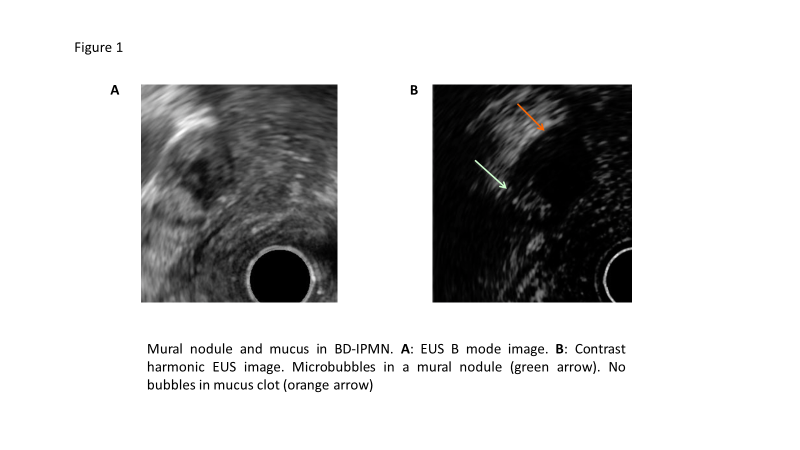 Figure 1
A
B
Mural nodule and mucus in BD-IPMN. A: EUS B mode image. B: Contrast
harmonic EUS image. Microbubbles in a mural nodule (green arrow). No
bubbles in mucus clot (orange arrow)